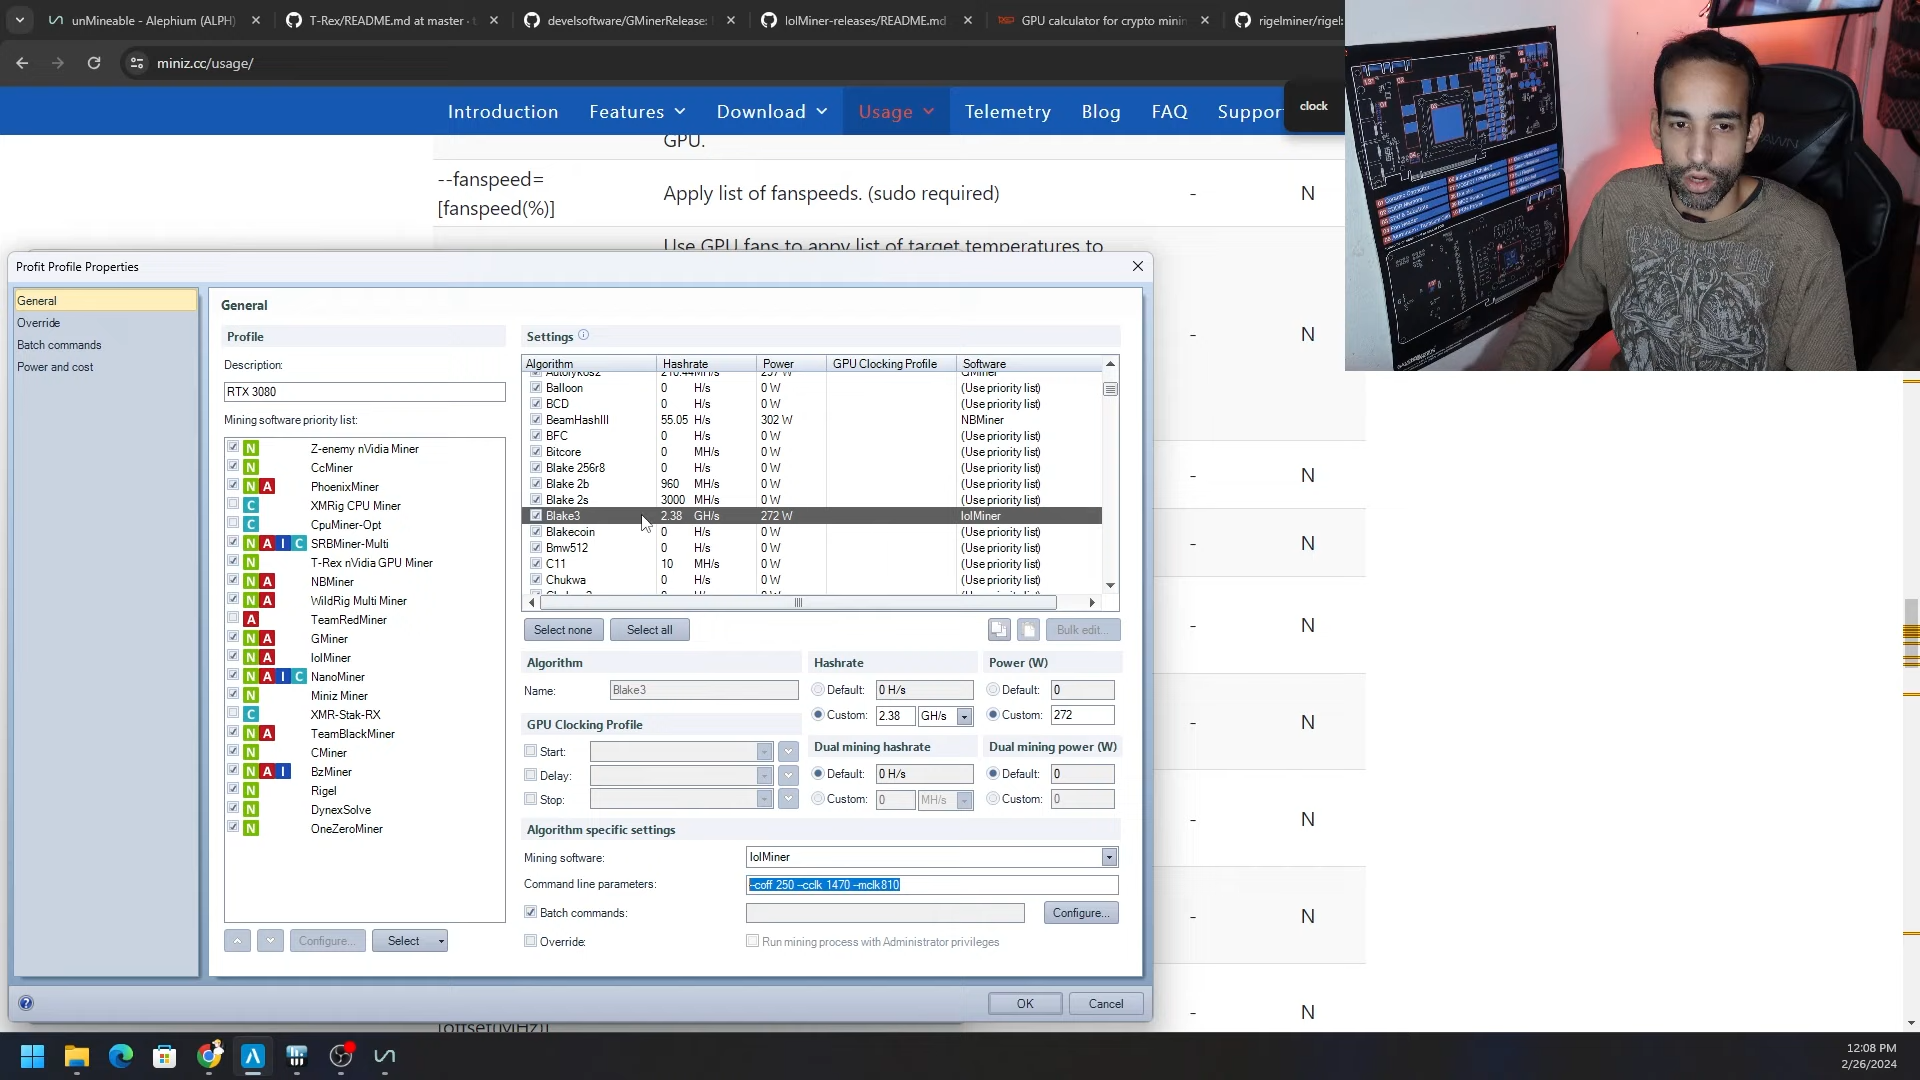 unMineable - Alephium (ALPH)
T-Rex/README.md at master
develsoftware/GMinerRelease:
lolMiner-releases/README.md
GPU calculator for crypto minin
rigelminer/rigel:
miniz.cc/usage/
Introduction
Features
Download
Usage
Telemetry
Blog
FAQ
Suppor
clock
GPU.
--fanspeed=
[fanspeed(%)]
Apply list of fanspeeds. (sudo required)
-
N
Use GPU fans to appy list of target temperatures to
-
N
-
N
-
N
-
N
-
N
-
N
-
N
-
N
[offset(MHz)]
Profit Profile Properties
General
Override
Batch commands
Power and cost
General
Profile
Description:
RTX 3080
Mining software priority list:
N Z-enemy nVidia Miner
N CcMiner
N A PhoenixMiner
C XMRig CPU Miner
C CpuMiner-Opt
N A I C SRBMiner-Multi
N T-Rex nVidia GPU Miner
N A NBMiner
N A WildRig Multi Miner
A TeamRedMiner
N A GMiner
N A lolMiner
N A I C NanoMiner
N Miniz Miner
C XMR-Stak-RX
N A TeamBlackMiner
N CMiner
N A I BzMiner
N Rigel
N DynexSolve
N OneZeroMiner
Configure...
Select
Settings
Algorithm Hashrate Power GPU Clocking Profile Software
Autolykos2 210.44MH/s 237 W GMiner
Balloon 0 H/s 0 W (Use priority list)
BCD 0 H/s 0 W (Use priority list)
BeamHashIII 55.05 H/s 302 W NBMiner
BFC 0 H/s 0 W (Use priority list)
Bitcore 0 MH/s 0 W (Use priority list)
Blake 256r8 0 H/s 0 W (Use priority list)
Blake 2b 960 MH/s 0 W (Use priority list)
Blake 2s 3000 MH/s 0 W (Use priority list)
Blake3 2.38 GH/s 272 W lolMiner
Blakecoin 0 H/s 0 W (Use priority list)
Bmw512 0 H/s 0 W (Use priority list)
C11 10 MH/s 0 W (Use priority list)
Chukwa 0 H/s 0 W (Use priority list)
Select none
Select all
Bulk edit...
Algorithm
Name: Blake3
Hashrate
Default: 0 H/s
Custom: 2.38 GH/s
Power (W)
Default: 0
Custom: 272
GPU Clocking Profile
Start:
Delay:
Stop:
Dual mining hashrate
Default: 0 H/s
Custom: 0 MH/s
Dual mining power (W)
Default: 0
Custom: 0
Algorithm specific settings
Mining software: lolMiner
Command line parameters: --coff 250 --cclk 1470 --mclk810
Batch commands:
Configure...
Override:
Run mining process with Administrator privileges
OK
Cancel
12:08 PM
2/26/2024